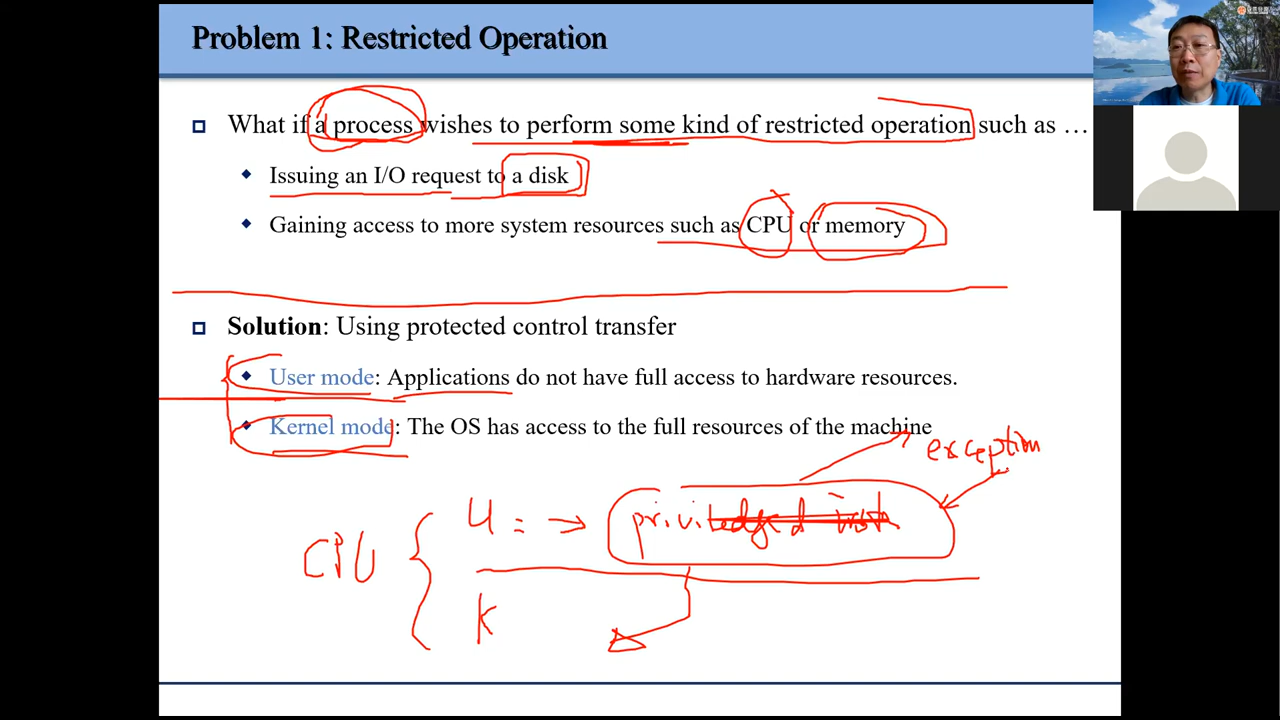 Problem 1: Restricted Operation
What if a process wishes to perform some kind of restricted operation such as …
Issuing an I/O request to a disk
Gaining access to more system resources such as CPU or memory
Solution: Using protected control transfer
User mode: Applications do not have full access to hardware resources.
Kernel mode: The OS has access to the full resources of the machine
exception
U : →
CPU
K